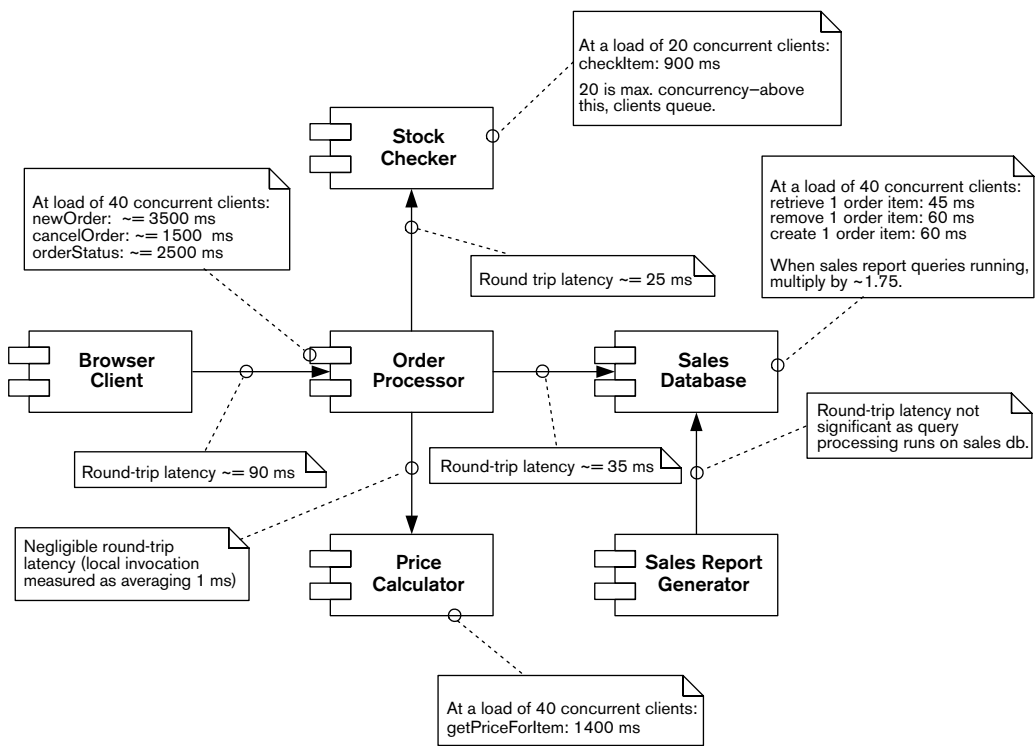 At a load of 20 concurrent clients:
checkItem: 900 ms
20 is max. concurrency—above
this, clients queue.
Stock
Checker
At load of 40 concurrent clients:
newOrder: ~= 3500 ms
cancelOrder: ~= 1500 ms
orderStatus: ~= 2500 ms
At a load of 40 concurrent clients:
retrieve 1 order item: 45 ms
remove 1 order item: 60 ms
create 1 order item: 60 ms
When sales report queries running,
multiply by ~1.75.
Round trip latency ~= 25 ms
Browser
Client
Order
Processor
Sales
Database
Round-trip latency ~= 90 ms
Round-trip latency ~= 35 ms
Round-trip latency not
significant as query
processing runs on sales db.
Negligible round-trip
latency (local invocation
measured as averaging 1 ms)
Price
Calculator
Sales Report
Generator
At a load of 40 concurrent clients:
getPriceForItem: 1400 ms